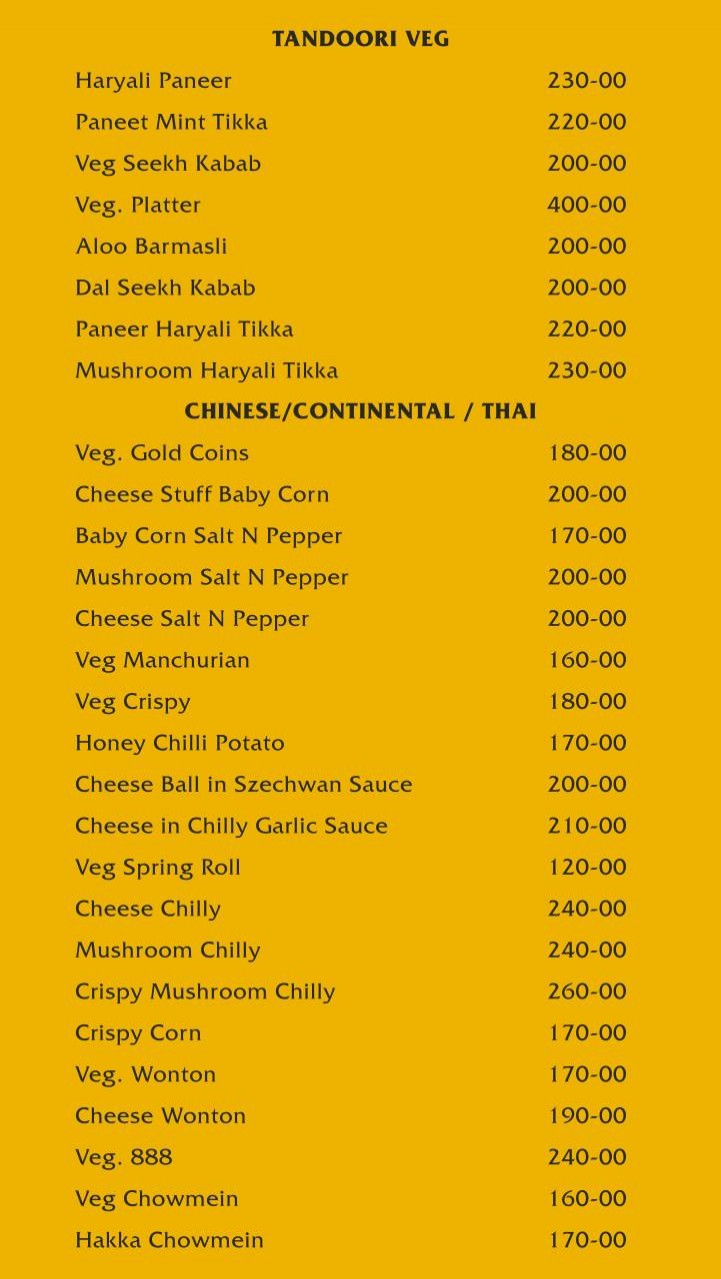 TANDOORI VEG
Haryali Paneer 230-00
Paneet Mint Tikka 220-00
Veg Seekh Kabab 200-00
Veg. Platter 400-00
Aloo Barmasli 200-00
Dal Seekh Kabab 200-00
Paneer Haryali Tikka 220-00
Mushroom Haryali Tikka 230-00
CHINESE/CONTINENTAL / THAI
Veg. Gold Coins 180-00
Cheese Stuff Baby Corn 200-00
Baby Corn Salt N Pepper 170-00
Mushroom Salt N Pepper 200-00
Cheese Salt N Pepper 200-00
Veg Manchurian 160-00
Veg Crispy 180-00
Honey Chilli Potato 170-00
Cheese Ball in Szechwan Sauce 200-00
Cheese in Chilly Garlic Sauce 210-00
Veg Spring Roll 120-00
Cheese Chilly 240-00
Mushroom Chilly 240-00
Crispy Mushroom Chilly 260-00
Crispy Corn 170-00
Veg. Wonton 170-00
Cheese Wonton 190-00
Veg. 888 240-00
Veg Chowmein 160-00
Hakka Chowmein 170-00